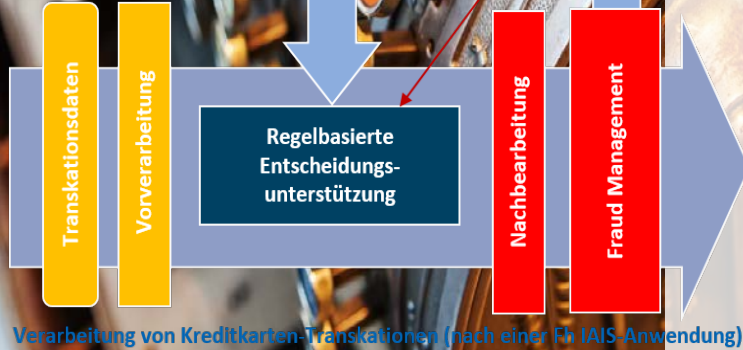 Transkationsdaten
Vorverarbeitung
Regelbasierte
Entscheidungs-
unterstützung
Nachbearbeitung
Fraud Management
Verarbeitung von Kreditkarten-Transkationen (nach einer Fh IAIS-Anwendung)